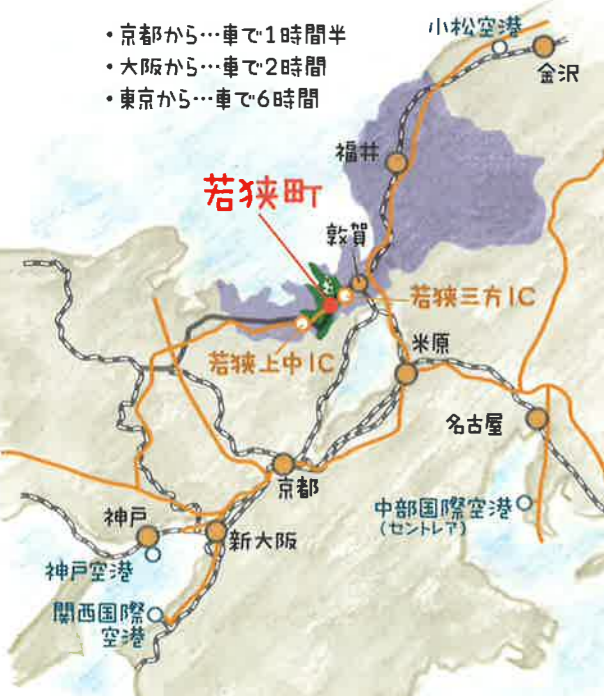 ・京都から…車で1時間半
・大阪から…車で2時間
・東京から…車で6時間
小松空港
金沢
福井
若狭町
敦賀
若狭三方IC
若狭上中IC
米原
名古屋
京都
中部国際空港
(セントレア)
神戸
新大阪
神戸空港
関西国際
空港